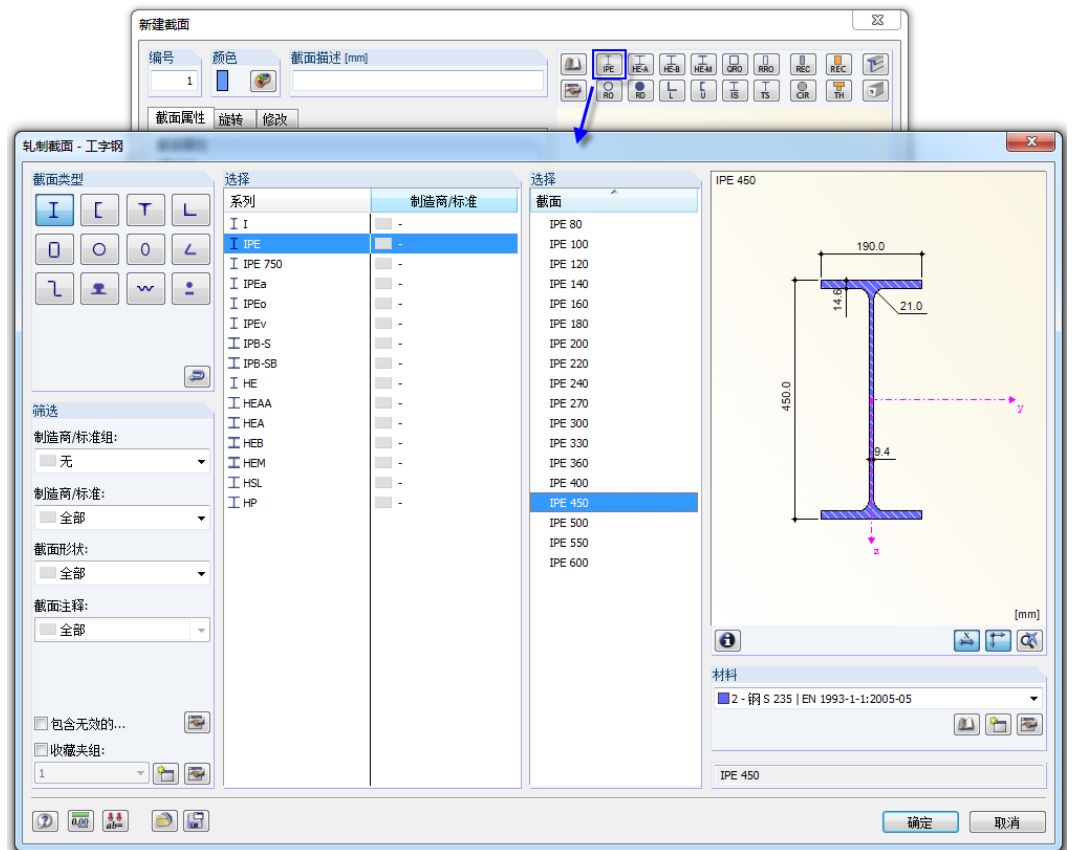 新建截面
编号
颜色
截面描述 [mm]
1
IPE
HE-A
HE-B
HE-M
QRO
RRO
REC
REC
RO
RD
L
U
IS
TS
CIR
TH
截面属性
旋转
修改
轧制截面 - 工字钢
截面类型
筛选
制造商/标准组:
无
制造商/标准:
全部
截面形状:
全部
截面注释:
全部
包含无效的...
收藏夹组:
1
选择
系列 制造商/标准
I -
IPE -
IPE 750 -
IPEa -
IPEo -
IPEv -
IPB-S -
IPB-SB -
HE -
HEAA -
HEA -
HEB -
HEM -
HSL -
HP -
选择
截面
IPE 80
IPE 100
IPE 120
IPE 140
IPE 160
IPE 180
IPE 200
IPE 220
IPE 240
IPE 270
IPE 300
IPE 330
IPE 360
IPE 400
IPE 450
IPE 500
IPE 550
IPE 600
IPE 450
190.0
14.6
21.0
450.0
y
9.4
z
[mm]
材料
2 - 钢 S 235 | EN 1993-1-1:2005-05
IPE 450
0.00
ab=
确定
取消